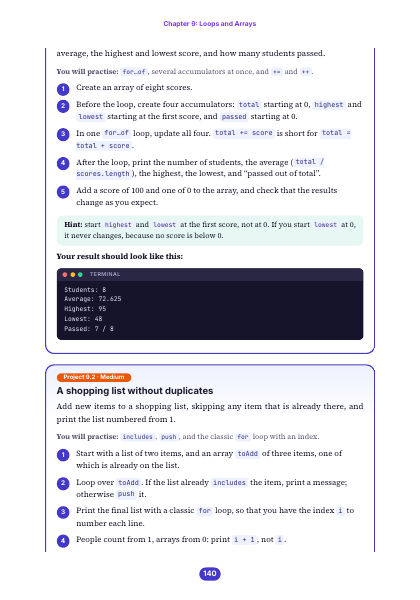 Chapter 9: Loops and Arrays
average, the highest and lowest score, and how many students passed.
You will practise: for…of, several accumulators at once, and += and ++.
1 Create an array of eight scores.
2 Before the loop, create four accumulators: total starting at 0, highest and
lowest starting at the first score, and passed starting at 0.
3 In one for…of loop, update all four. total += score is short for total =
total + score.
4 After the loop, print the number of students, the average (total /
scores.length), the highest, the lowest, and “passed out of total”.
5 Add a score of 100 and one of 0 to the array, and check that the results
change as you expect.
Hint: start highest and lowest at the first score, not at 0. If you start lowest at 0,
it never changes, because no score is below 0.
Your result should look like this:
TERMINAL
Students: 8
Average: 72.625
Highest: 95
Lowest: 48
Passed: 7 / 8
Project 9.2 · Medium
A shopping list without duplicates
Add new items to a shopping list, skipping any item that is already there, and
print the list numbered from 1.
You will practise: includes, push, and the classic for loop with an index.
1 Start with a list of two items, and an array toAdd of three items, one of
which is already on the list.
2 Loop over toAdd. If the list already includes the item, print a message;
otherwise push it.
3 Print the final list with a classic for loop, so that you have the index i to
number each line.
4 People count from 1, arrays from 0: print i + 1, not i.
140